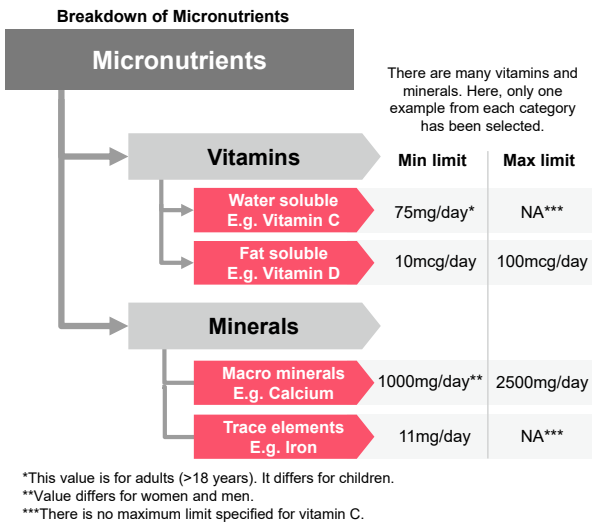 Breakdown of Micronutrients
Micronutrients
There are many vitamins and
minerals. Here, only one
example from each category
has been selected.
Vitamins
Min limit
Max limit
Water soluble
E.g. Vitamin C
75mg/day*
NA***
Fat soluble
E.g. Vitamin D
10mcg/day
100mcg/day
Minerals
Macro minerals
E.g. Calcium
1000mg/day**
2500mg/day
Trace elements
E.g. Iron
11mg/day
NA***
*This value is for adults (>18 years). It differs for children.
**Value differs for women and men.
***There is no maximum limit specified for vitamin C.